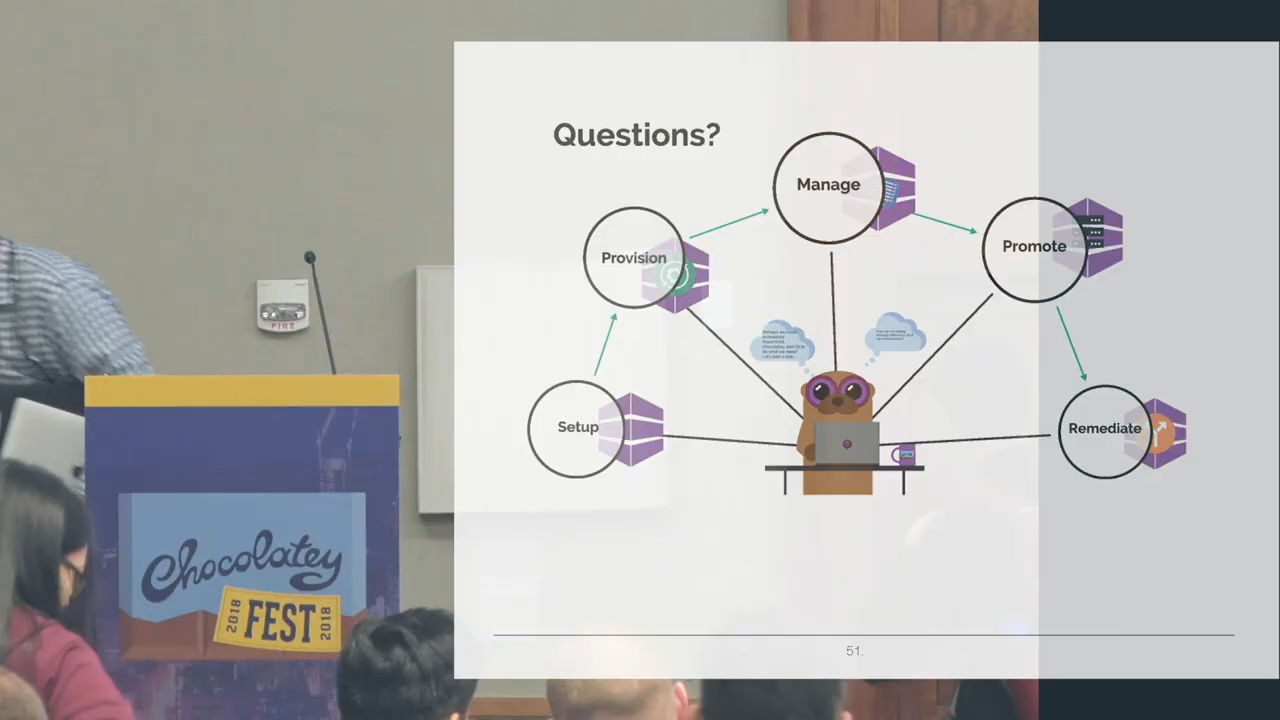 Questions?
Manage
Promote
Provision
Setup
Remediate
FIRE
Chocolatey
2018
FEST
2018
51.